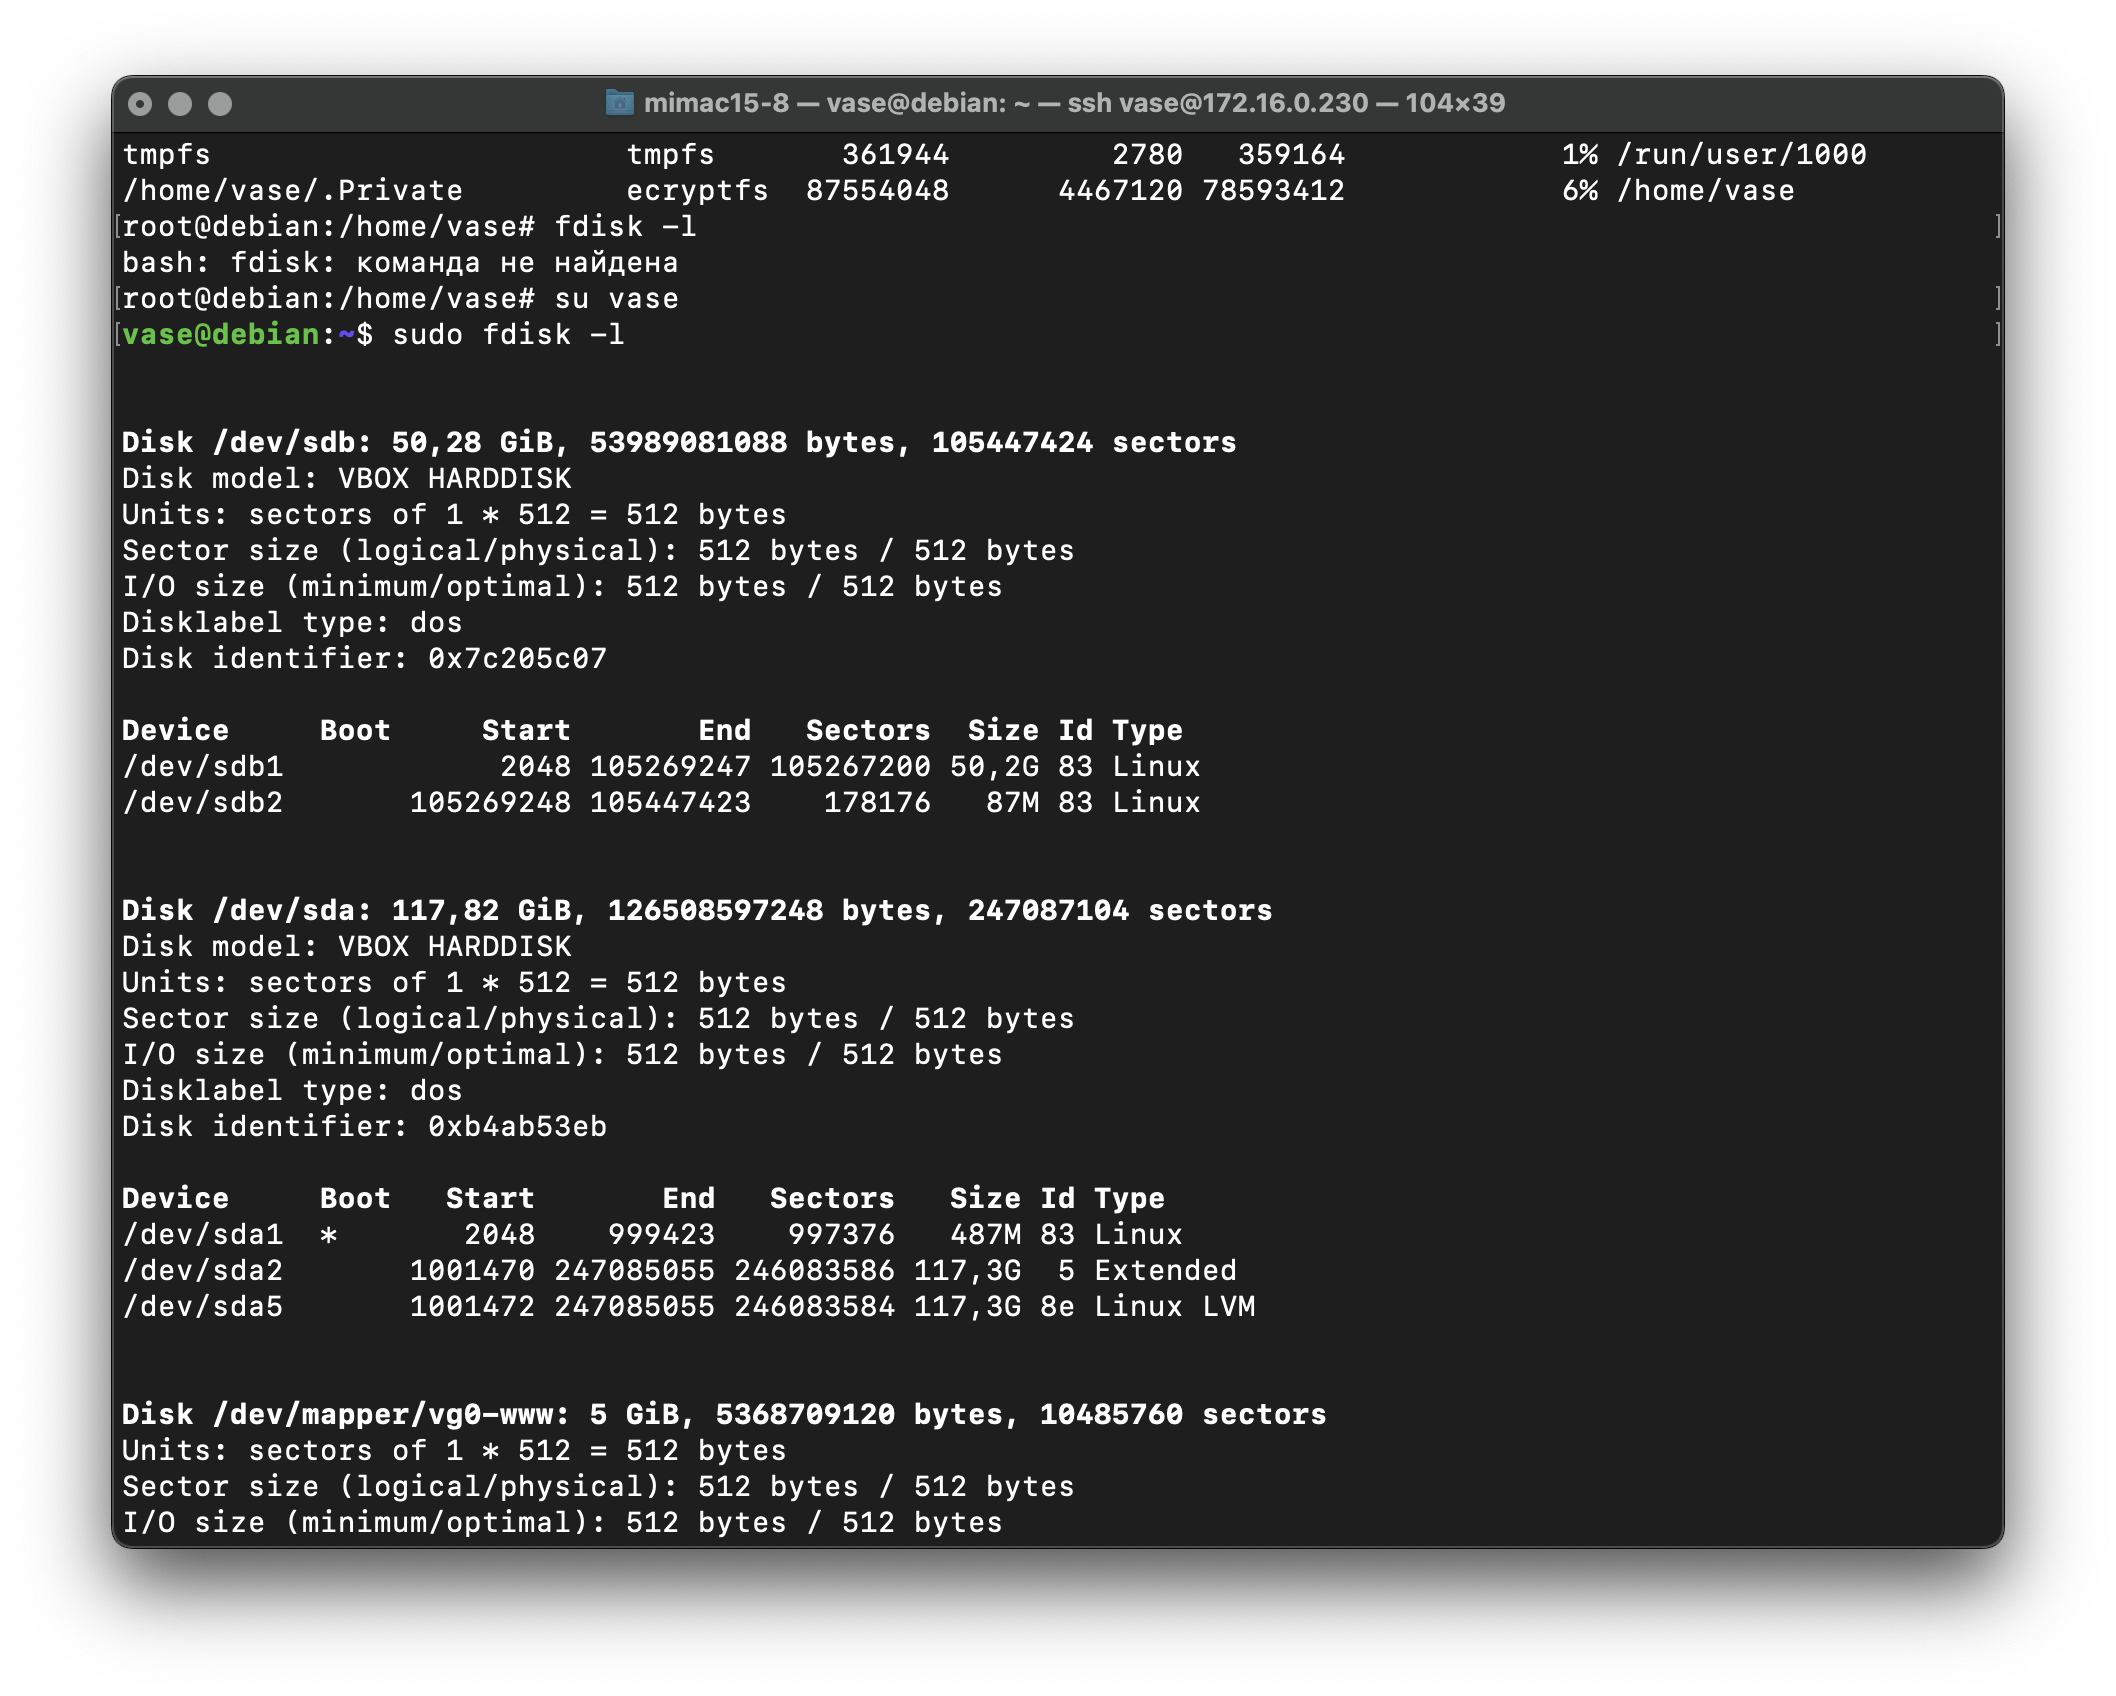 mimac15-8 — vase@debian: ~ — ssh vase@172.16.0.230 — 104×39
tmpfs                       tmpfs       361944         2780   359164            1% /run/user/1000
/home/vase/.Private         ecryptfs  87554048      4467120 78593412            6% /home/vase
[root@debian:/home/vase# fdisk -l ]
bash: fdisk: команда не найдена
[root@debian:/home/vase# su vase ]
[vase@debian:~$ sudo fdisk -l ]
Disk /dev/sdb: 50,28 GiB, 53989081088 bytes, 105447424 sectors
Disk model: VBOX HARDDISK
Units: sectors of 1 * 512 = 512 bytes
Sector size (logical/physical): 512 bytes / 512 bytes
I/O size (minimum/optimal): 512 bytes / 512 bytes
Disklabel type: dos
Disk identifier: 0x7c205c07
Device     Boot     Start       End   Sectors  Size Id Type
/dev/sdb1            2048 105269247 105267200 50,2G 83 Linux
/dev/sdb2       105269248 105447423    178176   87M 83 Linux
Disk /dev/sda: 117,82 GiB, 126508597248 bytes, 247087104 sectors
Disk model: VBOX HARDDISK
Units: sectors of 1 * 512 = 512 bytes
Sector size (logical/physical): 512 bytes / 512 bytes
I/O size (minimum/optimal): 512 bytes / 512 bytes
Disklabel type: dos
Disk identifier: 0xb4ab53eb
Device     Boot   Start       End   Sectors   Size Id Type
/dev/sda1  *       2048    999423    997376   487M 83 Linux
/dev/sda2       1001470 247085055 246083586 117,3G  5 Extended
/dev/sda5       1001472 247085055 246083584 117,3G 8e Linux LVM
Disk /dev/mapper/vg0-www: 5 GiB, 5368709120 bytes, 10485760 sectors
Units: sectors of 1 * 512 = 512 bytes
Sector size (logical/physical): 512 bytes / 512 bytes
I/O size (minimum/optimal): 512 bytes / 512 bytes